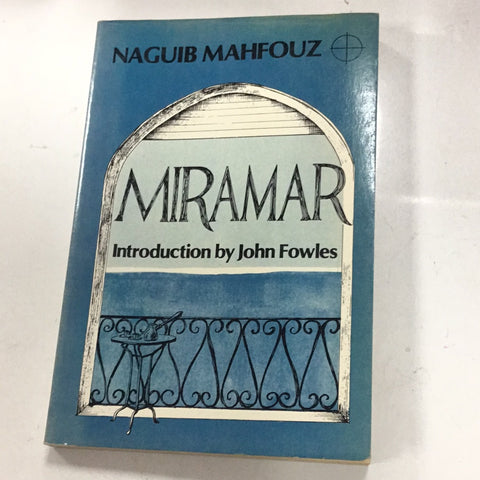 NAGUIB MAHFOUZ
MIRAMAR
Introduction by John Fowles